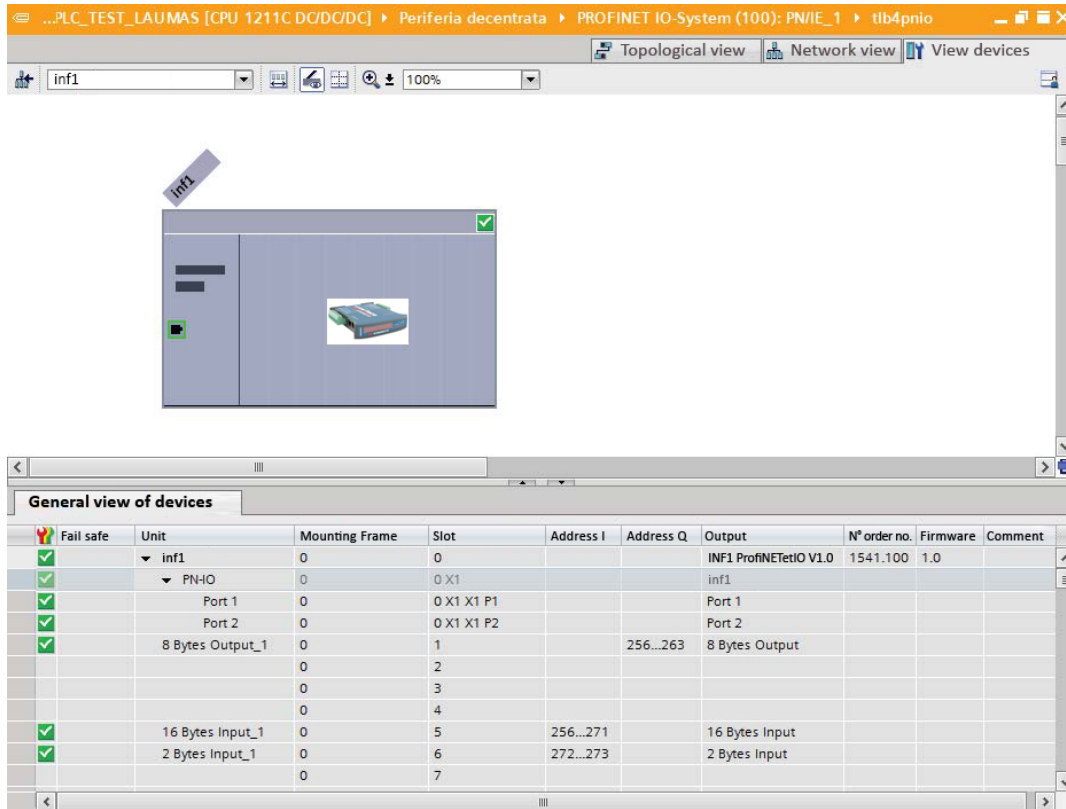 ...PLC_TEST_LAUMAS [CPU 1211C DC/DC/DC] ▸ Periferia decentrata ▸ PROFINET IO-System (100): PN/IE_1 ▸ tlb4pnio
Topological view Network view View devices
inf1 100%
inf1
General view of devices
Fail safe Unit Mounting Frame Slot Address I Address Q Output N° order no. Firmware Comment
inf1 0 0 INF1 ProfiNETetIO V1.0 1541.100 1.0
PN-IO 0 0 X1 inf1
Port 1 0 0 X1 X1 P1 Port 1
Port 2 0 0 X1 X1 P2 Port 2
8 Bytes Output_1 0 1 256...263 8 Bytes Output
0 2
0 3
0 4
16 Bytes Input_1 0 5 256...271 16 Bytes Input
2 Bytes Input_1 0 6 272...273 2 Bytes Input
0 7